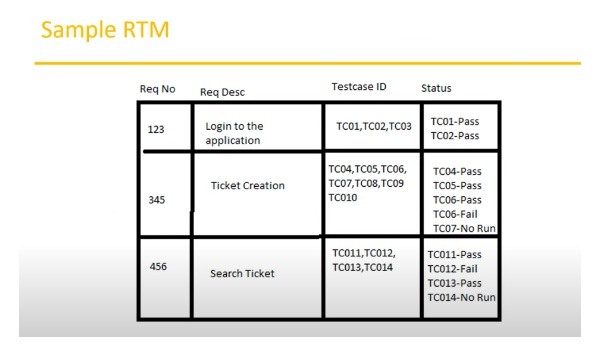 Sample RTM
Req No Req Desc Testcase ID Status
123 Login to the application TC01,TC02,TC03 TC01-Pass
TC02-Pass
345 Ticket Creation TC04,TC05,TC06,
TC07,TC08,TC09
TC010
TC04-Pass
TC05-Pass
TC06-Pass
TC06-Fail
TC07-No Run
456 Search Ticket TC011,TC012,
TC013,TC014
TC011-Pass
TC012-Fail
TC013-Pass
TC014-No Run